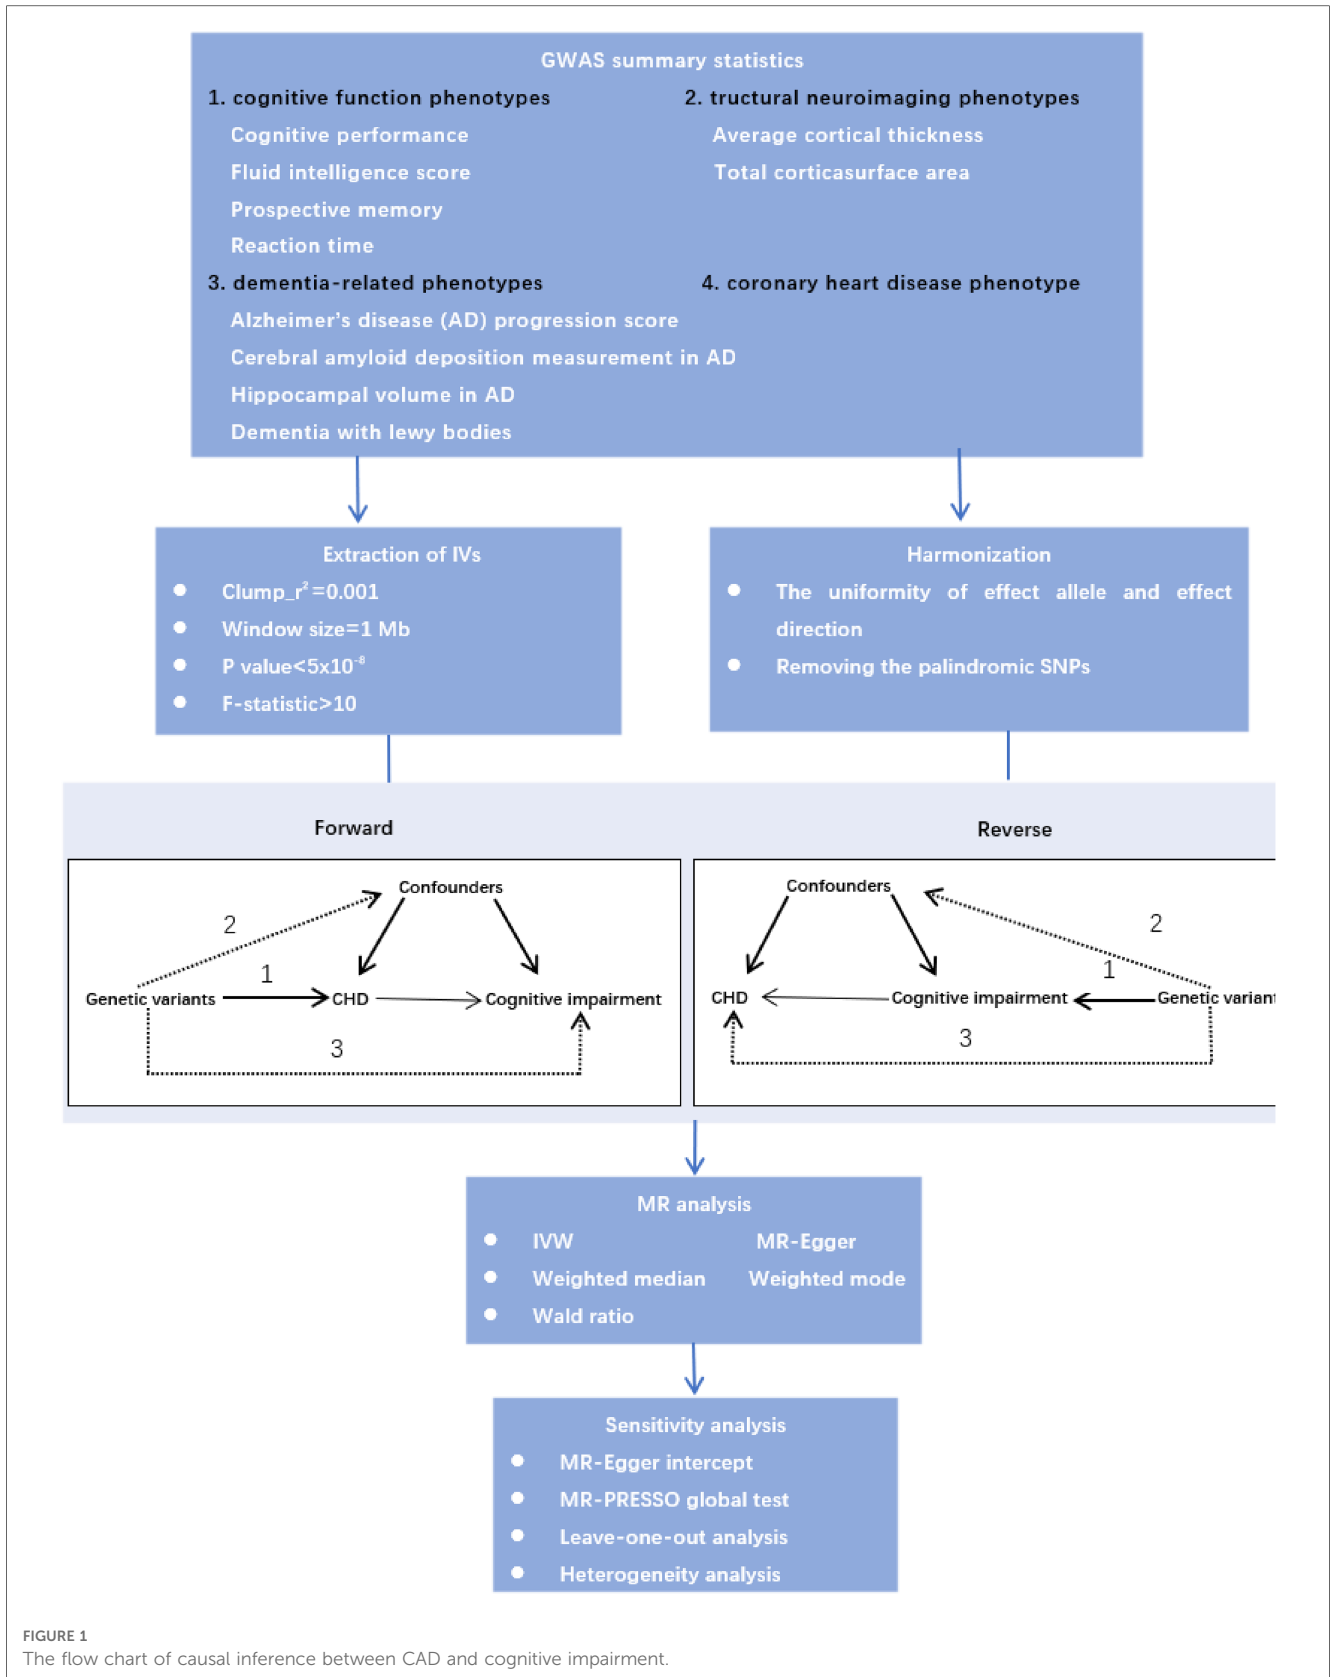 GWAS summary statistics
1. cognitive function phenotypes
2. tructural neuroimaging phenotypes
Cognitive performance
Average cortical thickness
Fluid intelligence score
Total corticasurface area
Prospective memory
Reaction time
3. dementia-related phenotypes
4. coronary heart disease phenotype
Alzheimer's disease (AD) progression score
Cerebral amyloid deposition measurement in AD
Hippocampal volume in AD
Dementia with lewy bodies
Extraction of IVs
Clump_r²=0.001
Window size=1 Mb
P value<5x10⁻⁸
F-statistic>10
Harmonization
The uniformity of effect allele and effect
direction
Removing the palindromic SNPs
Forward
Confounders
2
1
Genetic variants
CHD
Cognitive impairment
3
Reverse
Confounders
2
1
CHD
Cognitive impairment
Genetic variant
3
MR analysis
IVW
MR-Egger
Weighted median
Weighted mode
Wald ratio
Sensitivity analysis
MR-Egger intercept
MR-PRESSO global test
Leave-one-out analysis
Heterogeneity analysis
FIGURE 1
The flow chart of causal inference between CAD and cognitive impairment.